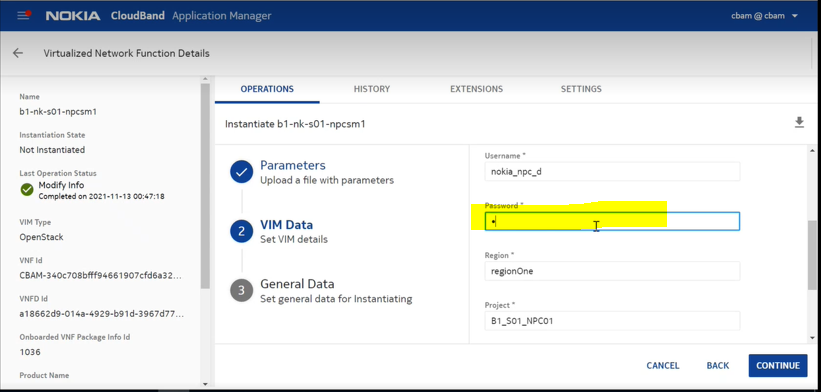 NOKIA CloudBand Application Manager
cbam @ cbam
Virtualized Network Function Details
Name
b1-nk-s01-npcsm1
Instantiation State
Not Instantiated
Last Operation Status
Modify Info
Completed on 2021-11-13 00:47:18
VIM Type
OpenStack
VNF Id
CBAM-340c708bfff94661907cfd6a32...
VNFD Id
a18662d9-014a-4929-b91d-3967d77...
Onboarded VNF Package Info Id
1036
Product Name
OPERATIONS HISTORY EXTENSIONS SETTINGS
Instantiate b1-nk-s01-npcsm1
Parameters
Upload a file with parameters
2 VIM Data
Set VIM details
3 General Data
Set general data for Instantiating
Username *
nokia_npc_d
Password *
•
Region *
regionOne
Project *
B1_S01_NPC01
CANCEL BACK CONTINUE